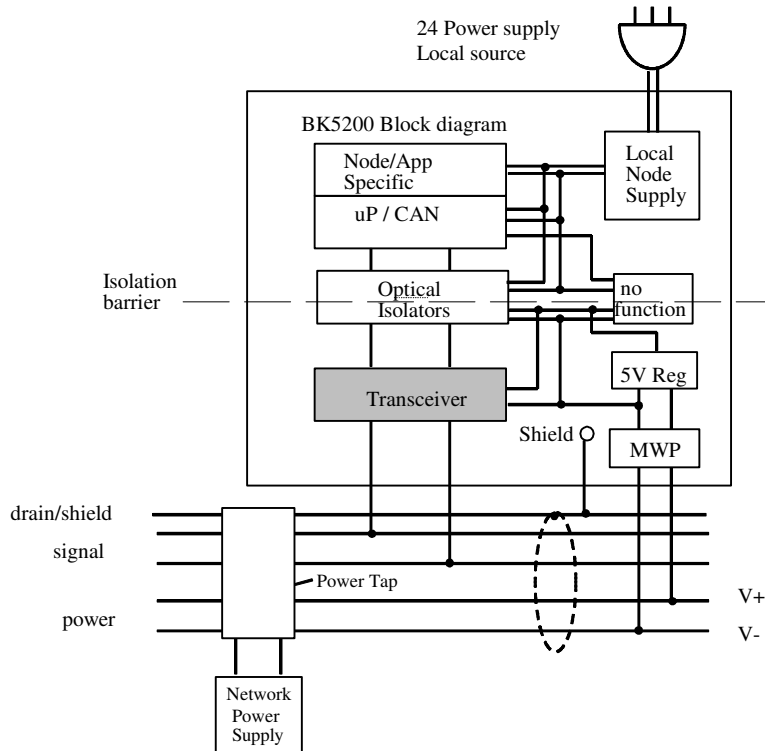 24 Power supply
Local source
BK5200 Block diagram
Node/App
Specific
Local
Node
Supply
uP / CAN
Isolation
barrier
Optical
Isolators
no
function
5V Reg
Transceiver
Shield
MWP
drain/shield
signal
Power Tap
V+
power
V-
Network
Power
Supply